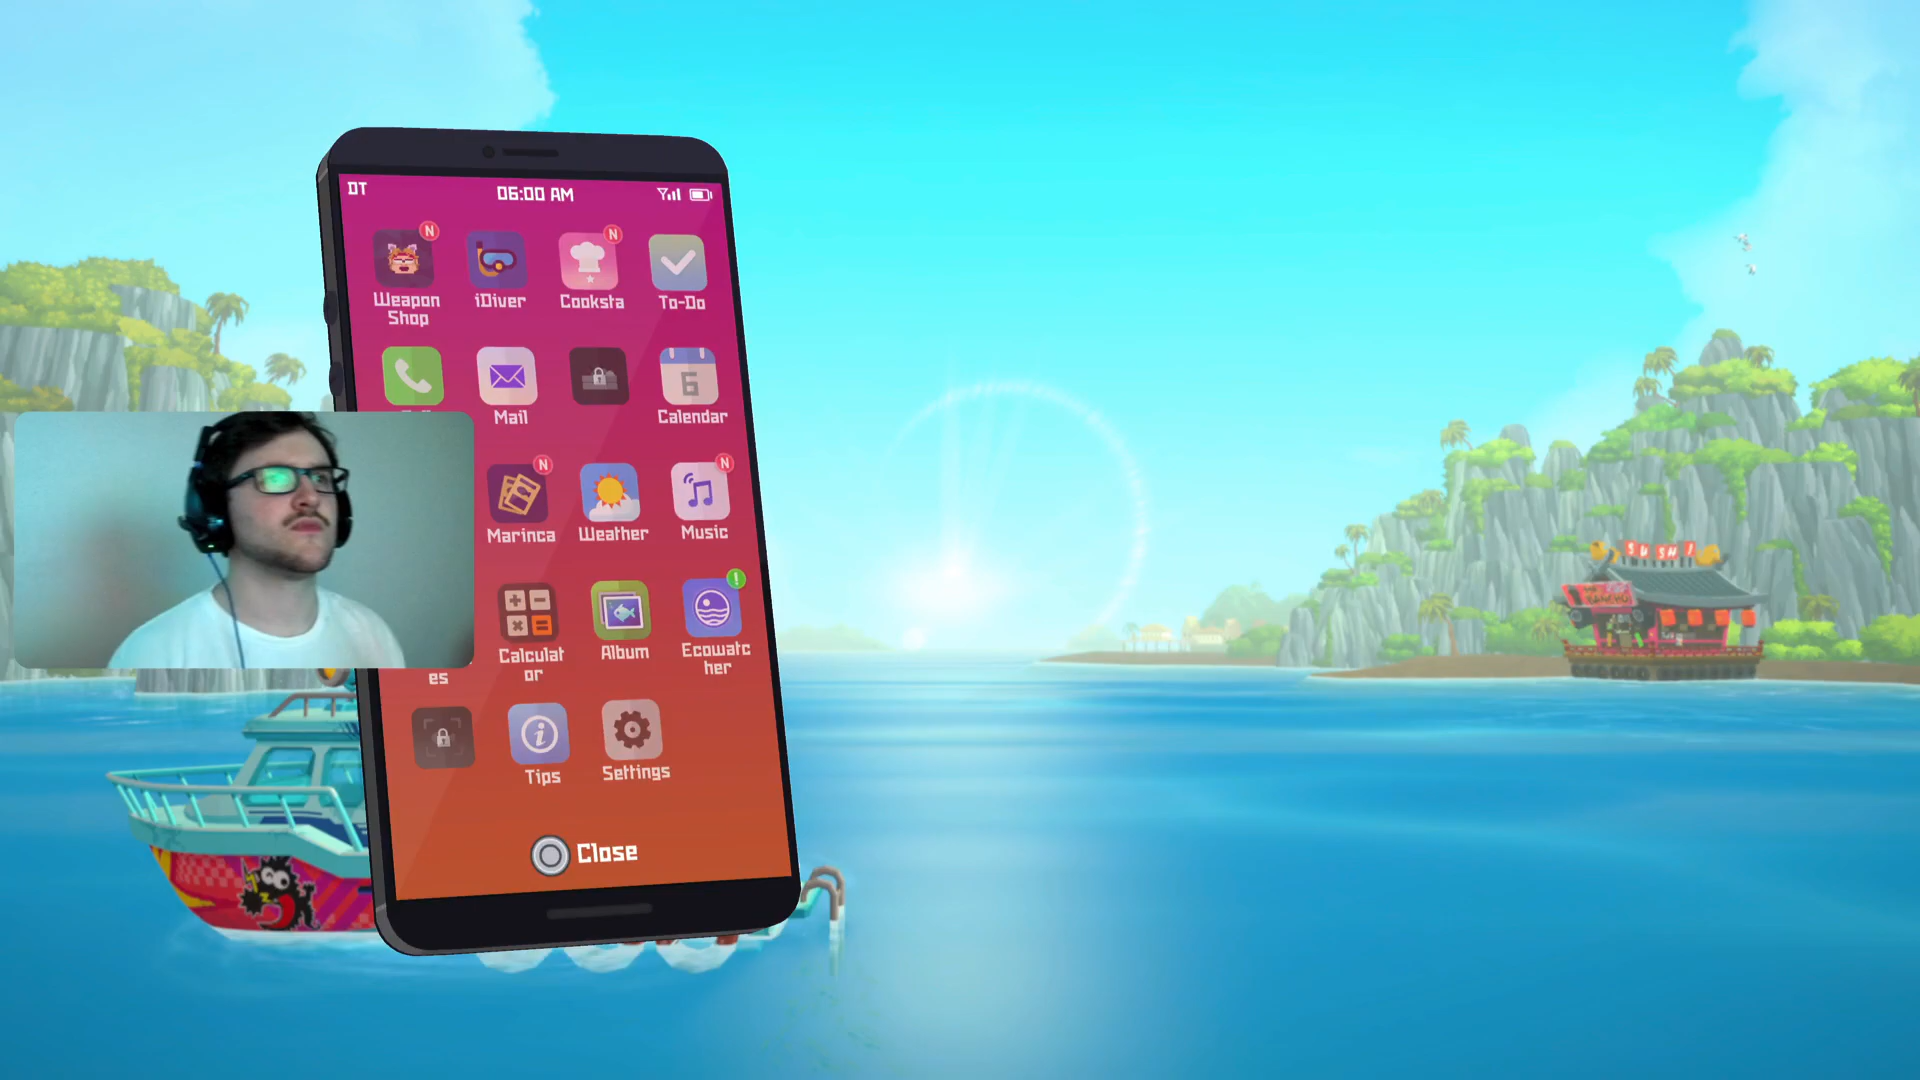 DT
06:00 AM
N
N
Weapon
Shop
iDiver
Cooksta
To-Do
6
Mail
Calendar
N
N
Marinca
Weather
Music
!
es
Calculat
or
Album
Ecowatc
her
Tips
Settings
Close
SUSHI